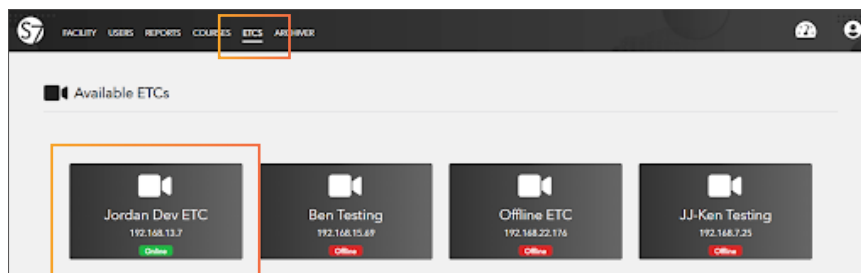 S7 FACILITY USERS REPORTS COURSES ETCS ARCHIVER
Available ETCs
Jordan Dev ETC Ben Testing Offline ETC JJ-Ken Testing
192.168.13.7 192.168.15.69 192.168.22.176 192.168.7.25
Online Offline Offline Offline